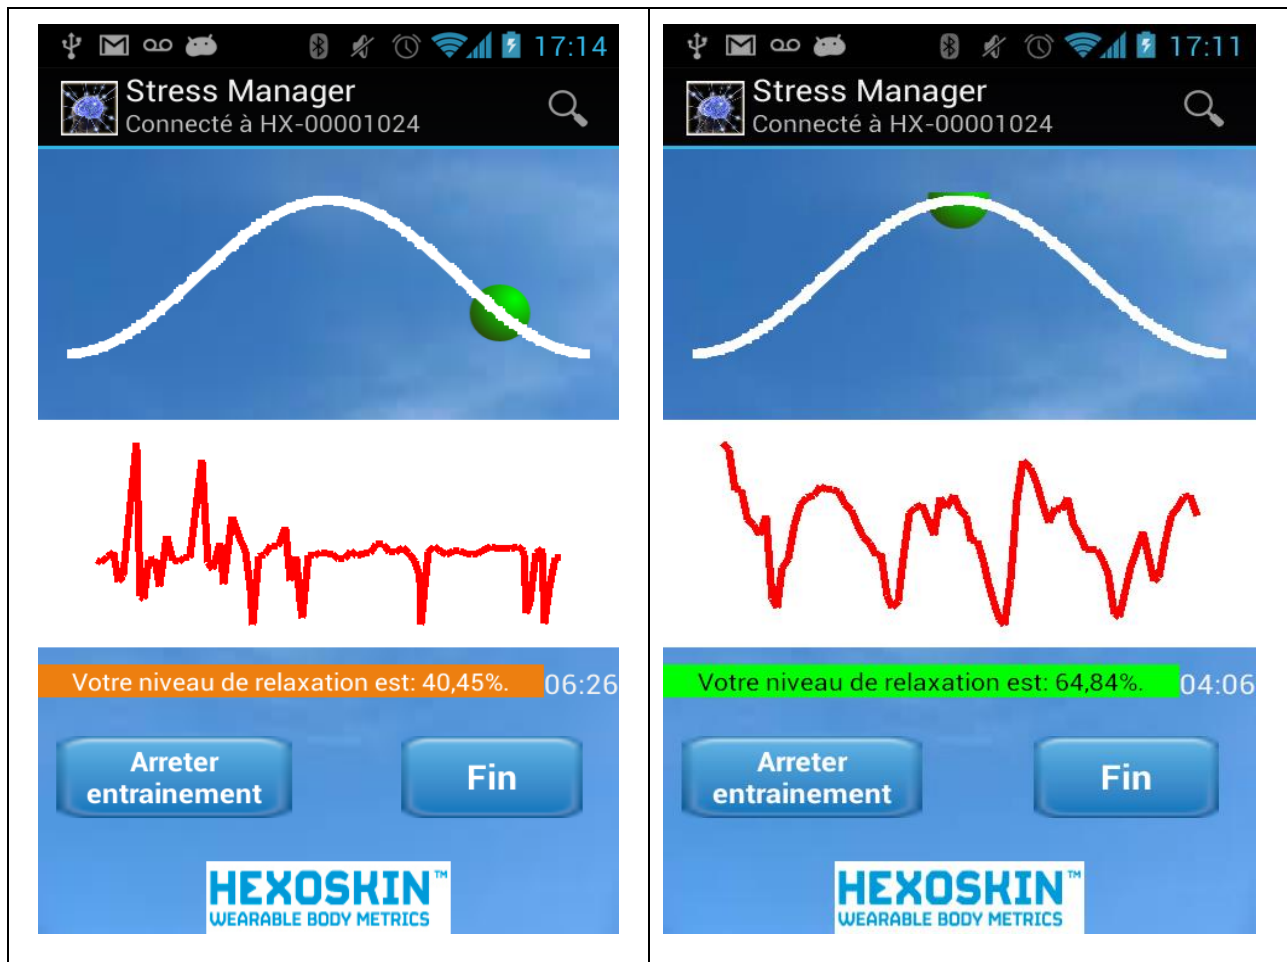 17:14
Stress Manager
Connecté à HX-00001024
Votre niveau de relaxation est: 40,45%.
06:26
Arreter
entrainement
Fin
HEXOSKIN™
WEARABLE BODY METRICS
17:11
Stress Manager
Connecté à HX-00001024
Votre niveau de relaxation est: 64,84%.
04:06
Arreter
entrainement
Fin
HEXOSKIN™
WEARABLE BODY METRICS